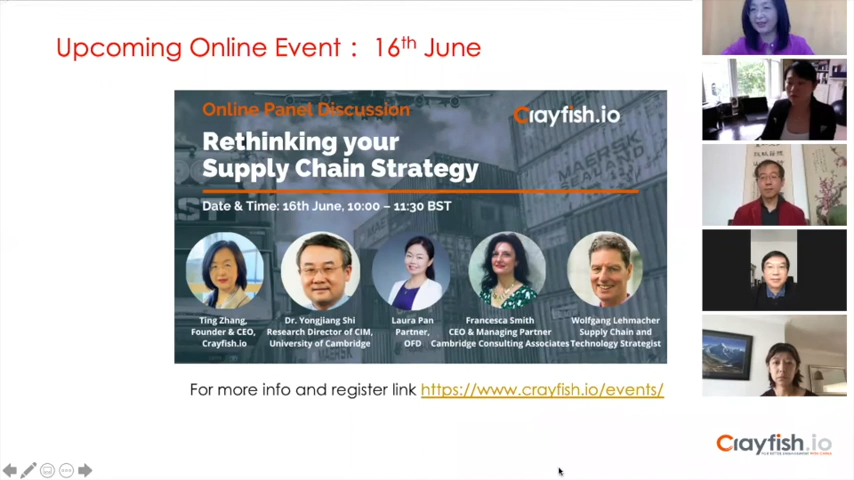 Upcoming Online Event : 16th June
Online Panel Discussion
Crayfish.io
Rethinking your
Supply Chain Strategy
Date & Time: 16th June, 10:00 – 11:30 BST
MAERSK
SEALAND
Ting Zhang,
Founder & CEO,
Crayfish.io
Dr. Yongjiang Shi
Research Director of CIM,
University of Cambridge
Laura Pan
Partner,
OFD
Francesca Smith
CEO & Managing Partner
Cambridge Consulting Associates
Wolfgang Lehmacher
Supply Chain and
Technology Strategist
For more info and register link https://www.crayfish.io/events/
Crayfish.io